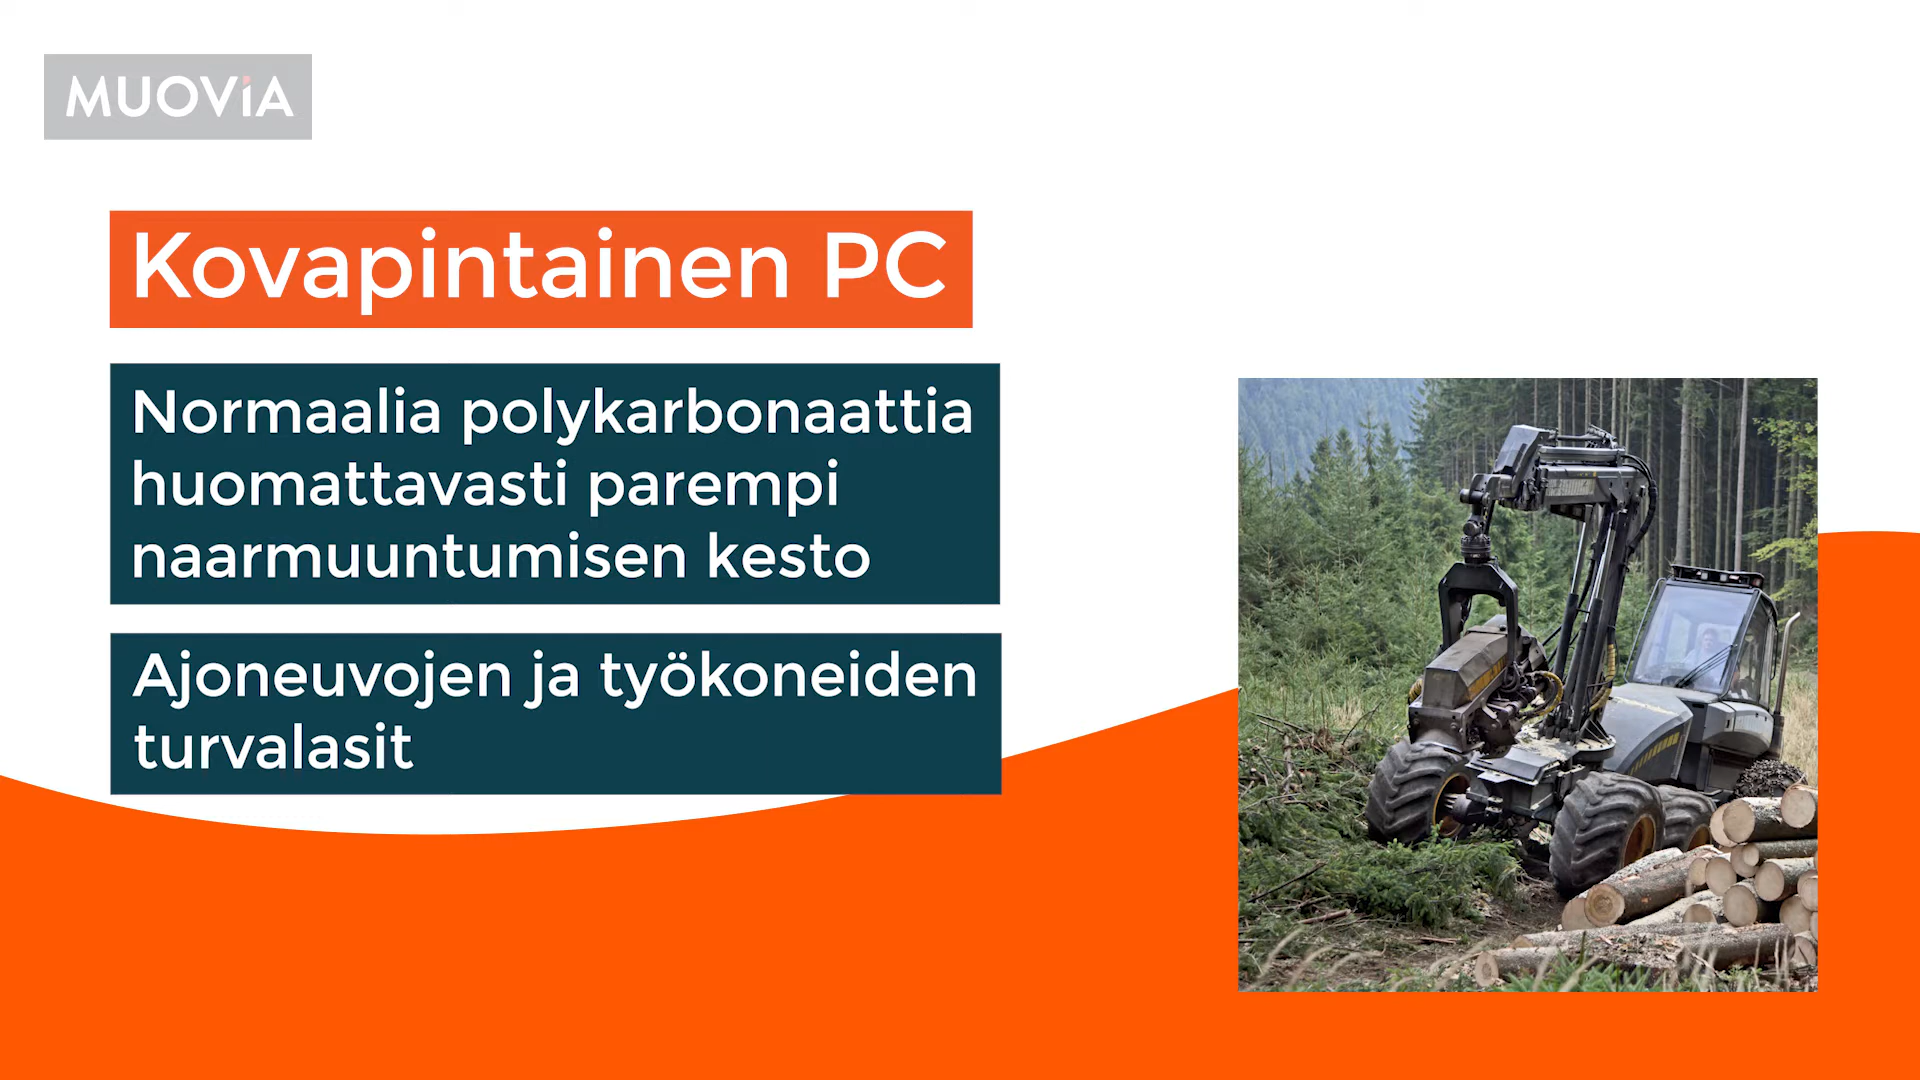 MUOViA
Kovapintainen PC
Normaalia polykarbonaattia
huomattavasti parempi
naarmuuntumisen kesto
Ajoneuvojen ja työkoneiden
turvalasit